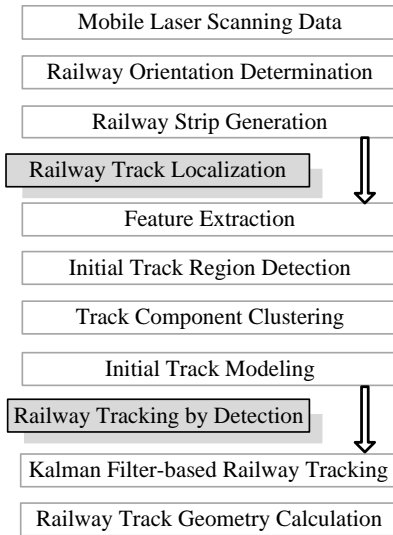 Mobile Laser Scanning Data
Railway Orientation Determination
Railway Strip Generation
Railway Track Localization
Feature Extraction
Initial Track Region Detection
Track Component Clustering
Initial Track Modeling
Railway Tracking by Detection
Kalman Filter-based Railway Tracking
Railway Track Geometry Calculation